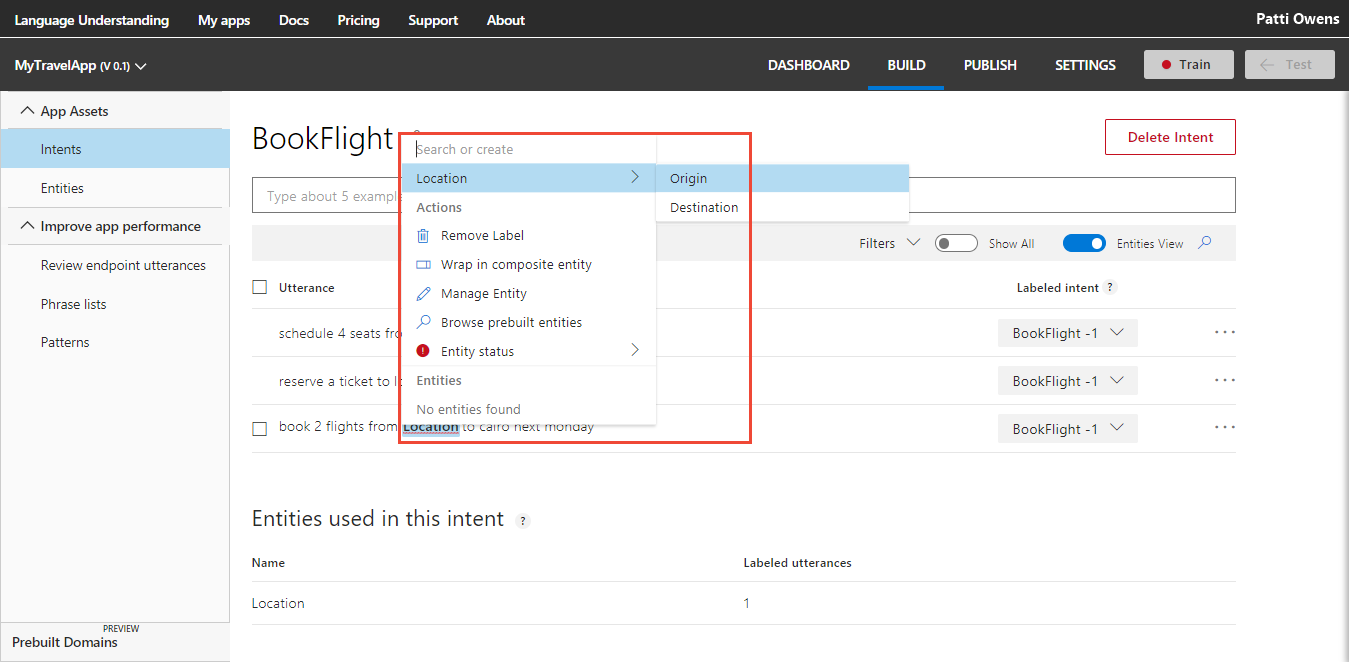 Language Understanding My apps Docs Pricing Support About Patti Owens
MyTravelApp (V 0.1) DASHBOARD BUILD PUBLISH SETTINGS Train Test
App Assets
Intents
Entities
Improve app performance
Review endpoint utterances
Phrase lists
Patterns
PREVIEW
Prebuilt Domains
BookFlight
Delete Intent
Type about 5
Search or create
Location
Origin
Destination
Actions
Remove Label
Wrap in composite entity
Manage Entity
Browse prebuilt entities
! Entity status
Entities
No entities found
Filters Show All Entities View
Utterance Labeled intent ?
schedule 4 seats BookFlight -1 ...
reserve a ticket to BookFlight -1 ...
book 2 flights from Location to cairo next monday BookFlight -1 ...
Entities used in this intent ?
Name Labeled utterances
Location 1